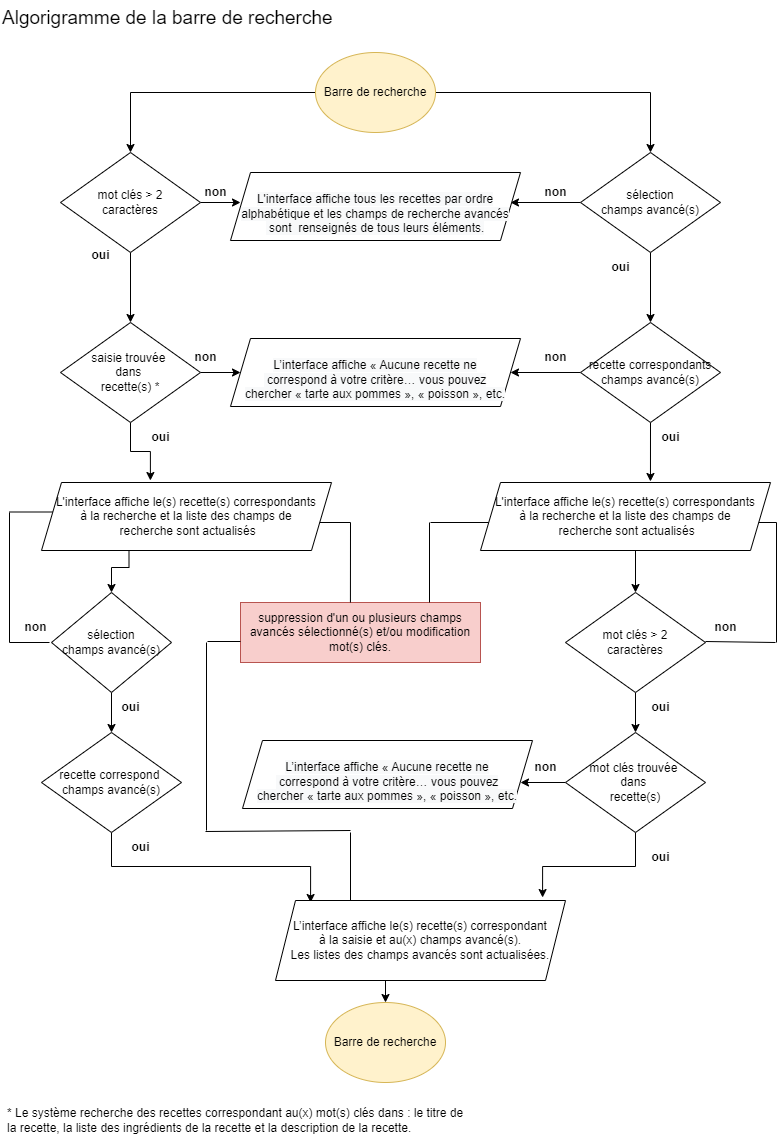 Algorigramme de la barre de recherche
Barre de recherche
mot clés > 2
caractères
non
L'interface affiche tous les recettes par ordre
alphabétique et les champs de recherche avancés
sont renseignés de tous leurs éléments.
non
sélection
champs avancé(s)
oui
oui
saisie trouvée
dans
recette(s) *
non
L'interface affiche « Aucune recette ne
correspond à votre critère… vous pouvez
chercher « tarte aux pommes », « poisson », etc.
non
recette correspondants
champs avancé(s)
oui
oui
L'interface affiche le(s) recette(s) correspondants
à la recherche et la liste des champs de
recherche sont actualisés
L'interface affiche le(s) recette(s) correspondants
à la recherche et la liste des champs de
recherche sont actualisés
non
sélection
champs avancé(s)
suppression d'un ou plusieurs champs
avancés sélectionné(s) et/ou modification
mot(s) clés.
mot clés > 2
caractères
non
oui
oui
recette correspond
champs avancé(s)
L'interface affiche « Aucune recette ne
correspond à votre critère… vous pouvez
chercher « tarte aux pommes », « poisson », etc.
non
mot clés trouvée
dans
recette(s)
oui
oui
L'interface affiche le(s) recette(s) correspondant
à la saisie et au(x) champs avancé(s).
Les listes des champs avancés sont actualisées.
Barre de recherche
* Le système recherche des recettes correspondant au(x) mot(s) clés dans : le titre de
la recette, la liste des ingrédients de la recette et la description de la recette.